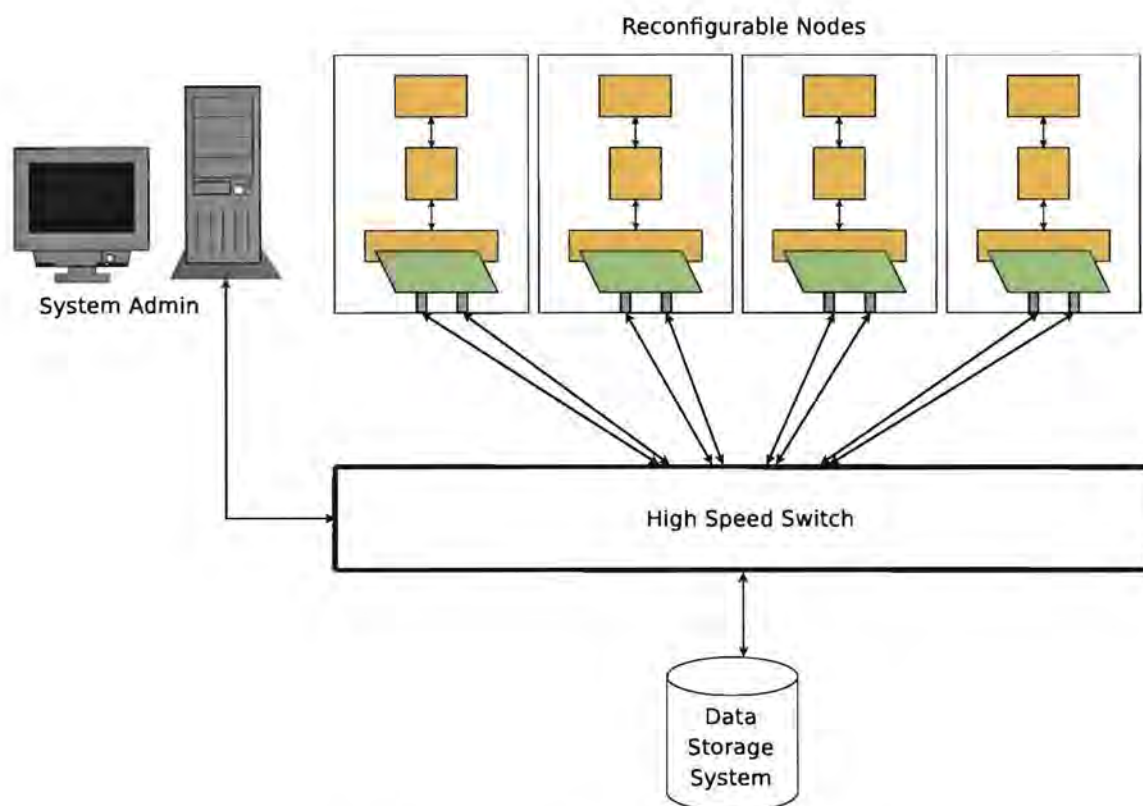 Reconfigurable Nodes
System Admin
High Speed Switch
Data
Storage
System